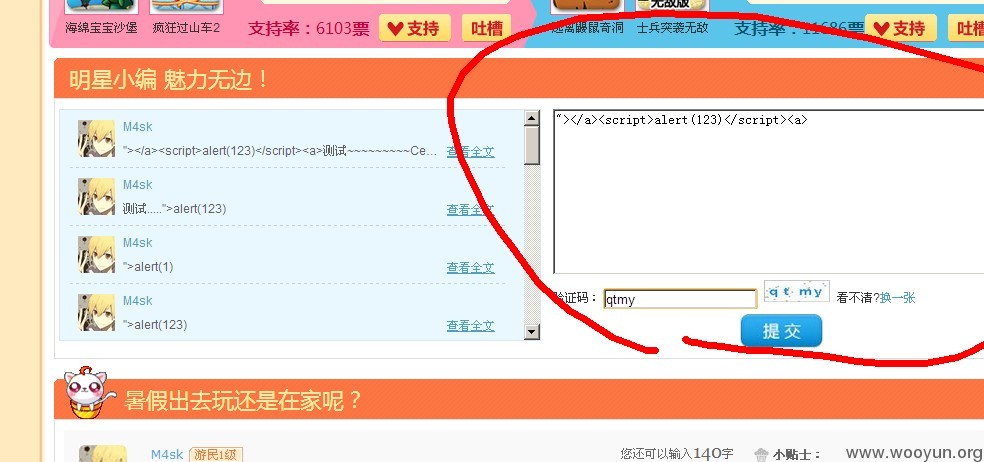 无敌版
海绵宝宝沙堡 疯狂过山车2 支持率：6103票 支持 吐槽
逃离鼹鼠奇洞 士兵突袭无敌 支持率：11686票 支持 吐槽
明星小编 魅力无边！
M4sk
"></a><script>alert(123)</script><a>测试~~~~~~~~~Ce... 查看全文
M4sk
测试.....">alert(123) 查看全文
M4sk
">alert(1) 查看全文
M4sk
">alert(123) 查看全文
"></a><script>alert(123)</script><a>
验证码： qtmy qtmy 看不清?换一张
提交
暑假出去玩还是在家呢？
M4sk 游民1级 您还可以输入140字 小贴士：
www.wooyun.org